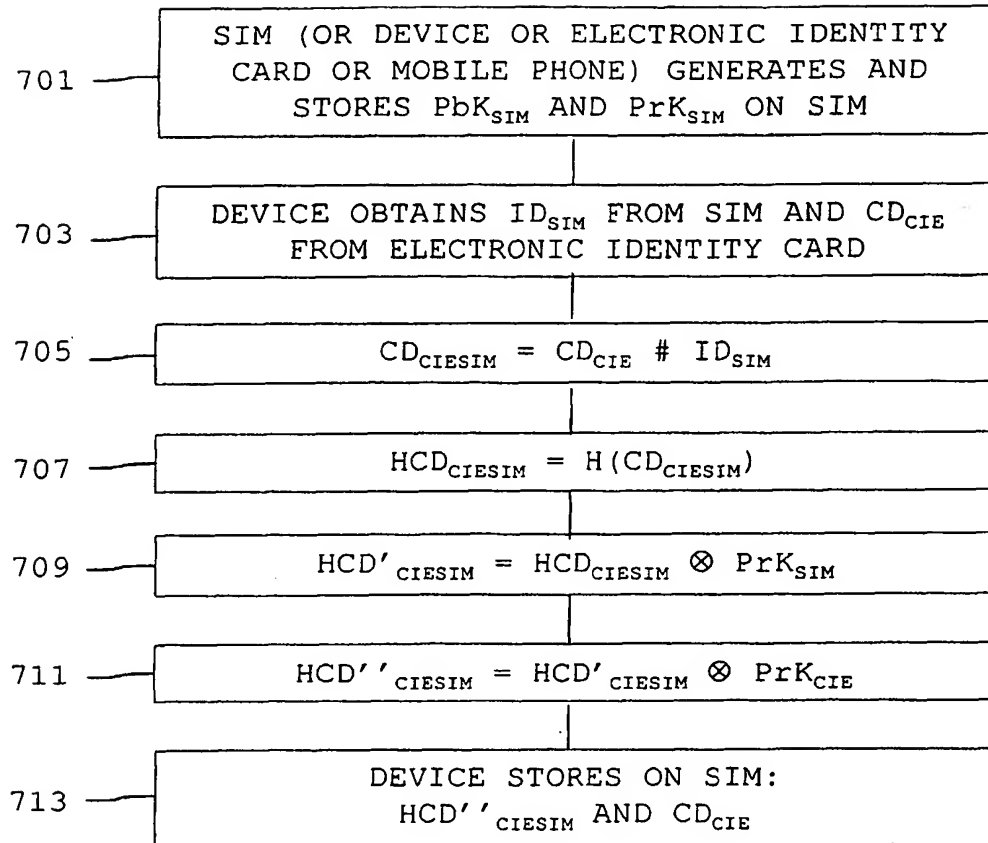 SIM (OR DEVICE OR ELECTRONIC IDENTITY
CARD OR MOBILE PHONE) GENERATES AND
STORES PbK_SIM AND PrK_SIM ON SIM
701
DEVICE OBTAINS ID_SIM FROM SIM AND CD_CIE
FROM ELECTRONIC IDENTITY CARD
703
CD_CIESIM = CD_CIE # ID_SIM
705
HCD_CIESIM = H(CD_CIESIM)
707
HCD'_CIESIM = HCD_CIESIM ⊗ PrK_SIM
709
HCD''_CIESIM = HCD'_CIESIM ⊗ PrK_CIE
711
DEVICE STORES ON SIM:
HCD''_CIESIM AND CD_CIE
713